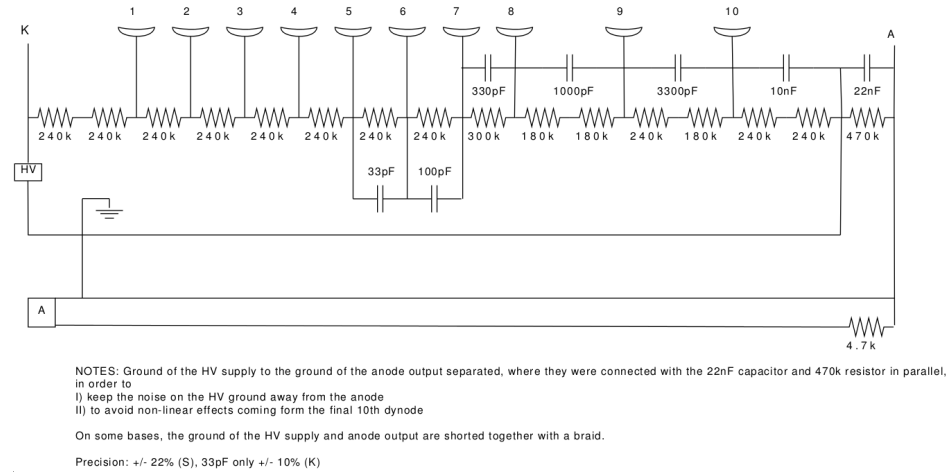 1 2 3 4 5 6 7 8 9 10
K A
330pF 1000pF 3300pF 10nF 22nF
240k 240k 240k 240k 240k 240k 240k 240k 300k 180k 180k 240k 180k 240k 240k 470k
HV 33pF 100pF
A
4.7k
NOTES: Ground of the HV supply to the ground of the anode output separated, where they were connected with the 22nF capacitor and 470k resistor in parallel,
in order to
I) keep the noise on the HV ground away from the anode
II) to avoid non-linear effects coming form the final 10th dynode
On some bases, the ground of the HV supply and anode output are shorted together with a braid.
Precision: +/- 22% (S), 33pF only +/- 10% (K)